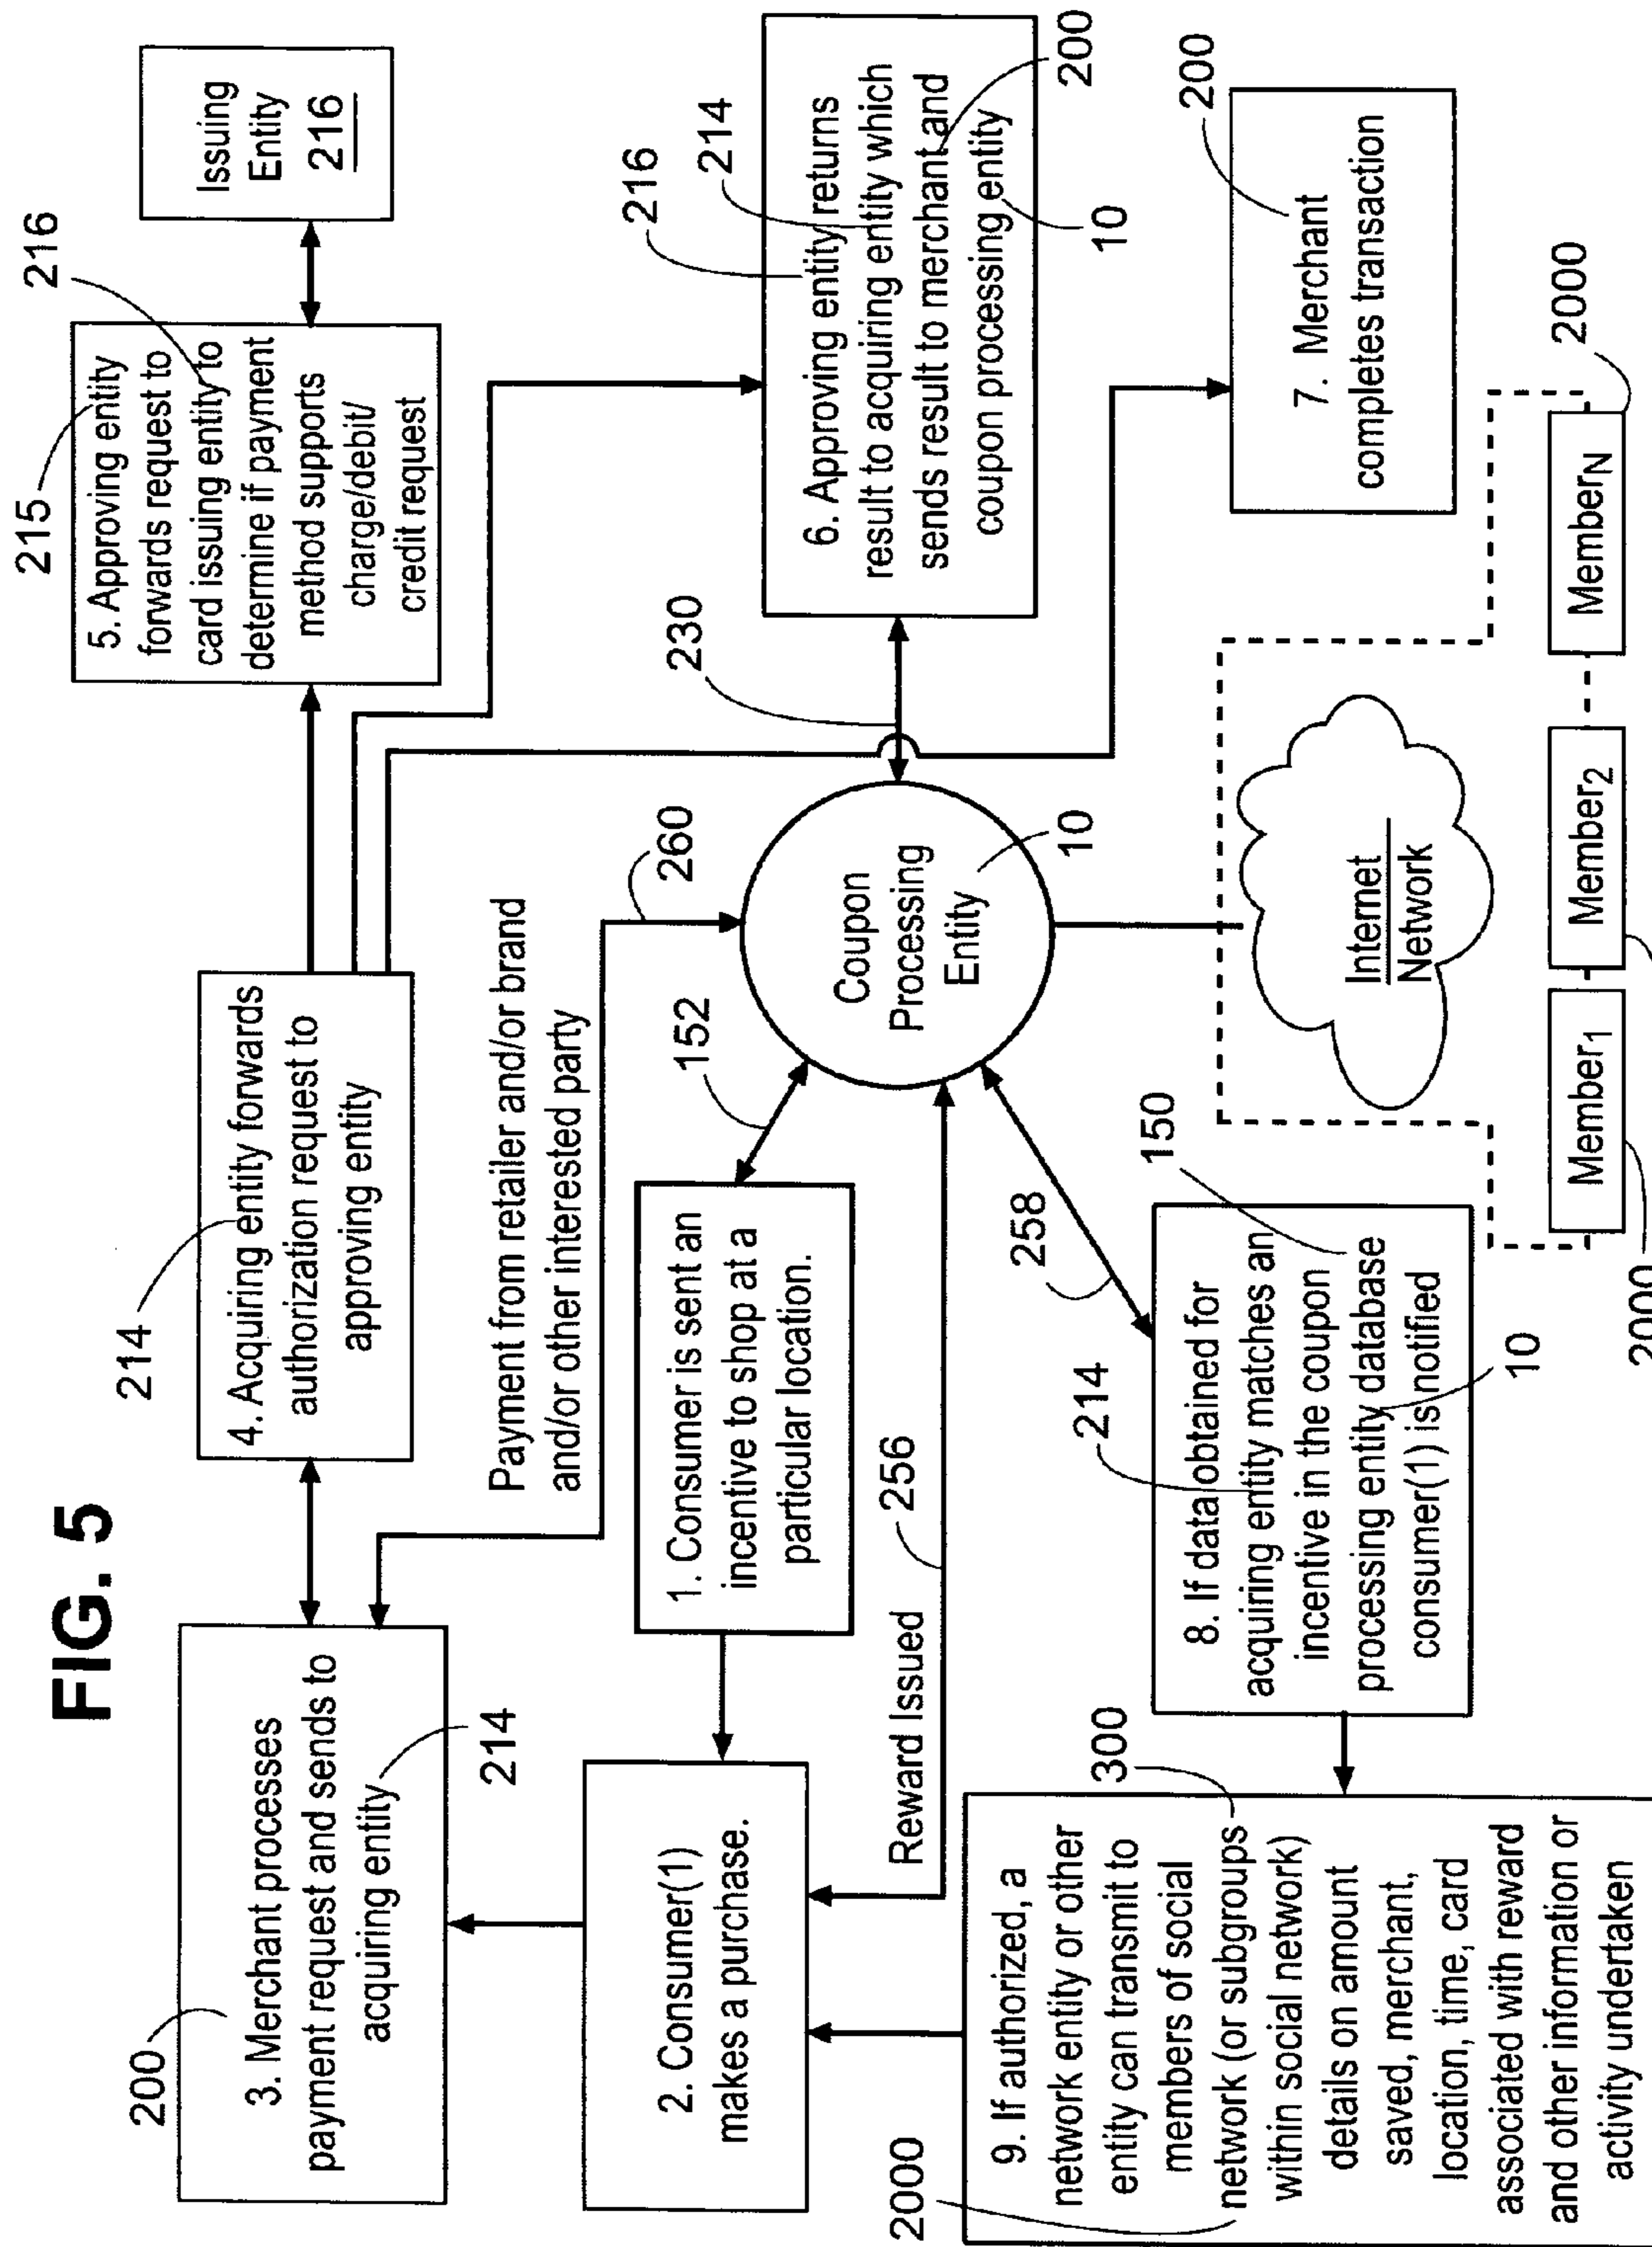 FIG. 5
200
3. Merchant processes
payment request and sends to
acquiring entity
214
214
4. Acquiring entity forwards
authorization request to
approving entity
215
216
5. Approving entity
forwards request to
card issuing entity to
determine if payment
method supports
charge/debit/
credit request
Issuing
Entity
216
Payment from retailer and/or brand
and/or other interested party
260
2. Consumer(1)
makes a purchase.
1. Consumer is sent an
incentive to shop at a
particular location.
152
230
216
214
6. Approving entity returns
result to acquiring entity which
sends result to merchant and
coupon processing entity
200
10
Coupon
Processing
Entity
10
Reward Issued
256
258
200
7. Merchant
completes transaction
2000
300
9. If authorized, a
network entity or other
entity can transmit to
members of social
network (or subgroups
within social network)
details on amount
saved, merchant,
location, time, card
associated with reward
and other information or
activity undertaken
214
150
8. If data obtained for
acquiring entity matches an
incentive in the coupon
processing entity database
consumer(1) is notified
10
Internet
Network
Member1
Member2
MemberN
2000
2000